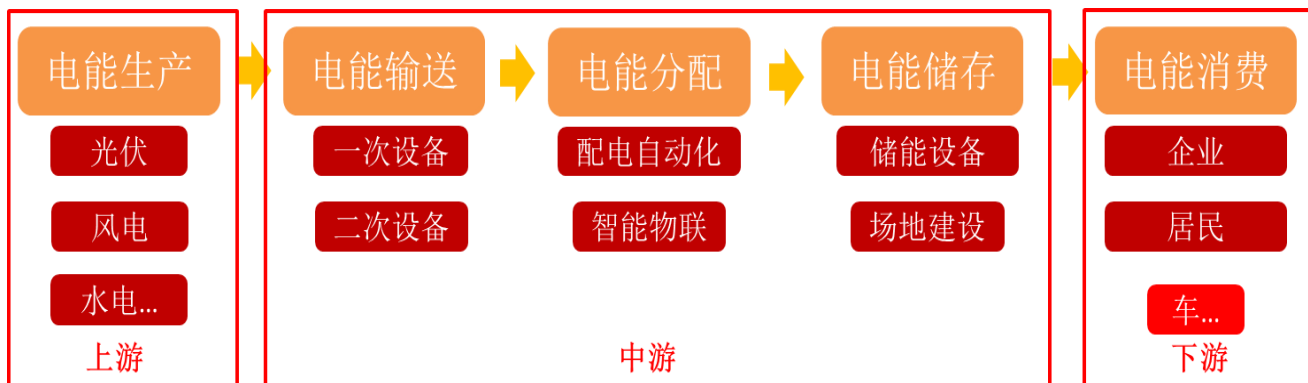 电能生产
电能输送
电能分配
电能储存
电能消费
光伏
一次设备
配电自动化
储能设备
企业
风电
二次设备
智能物联
场地建设
居民
水电...
车...
上游
中游
下游